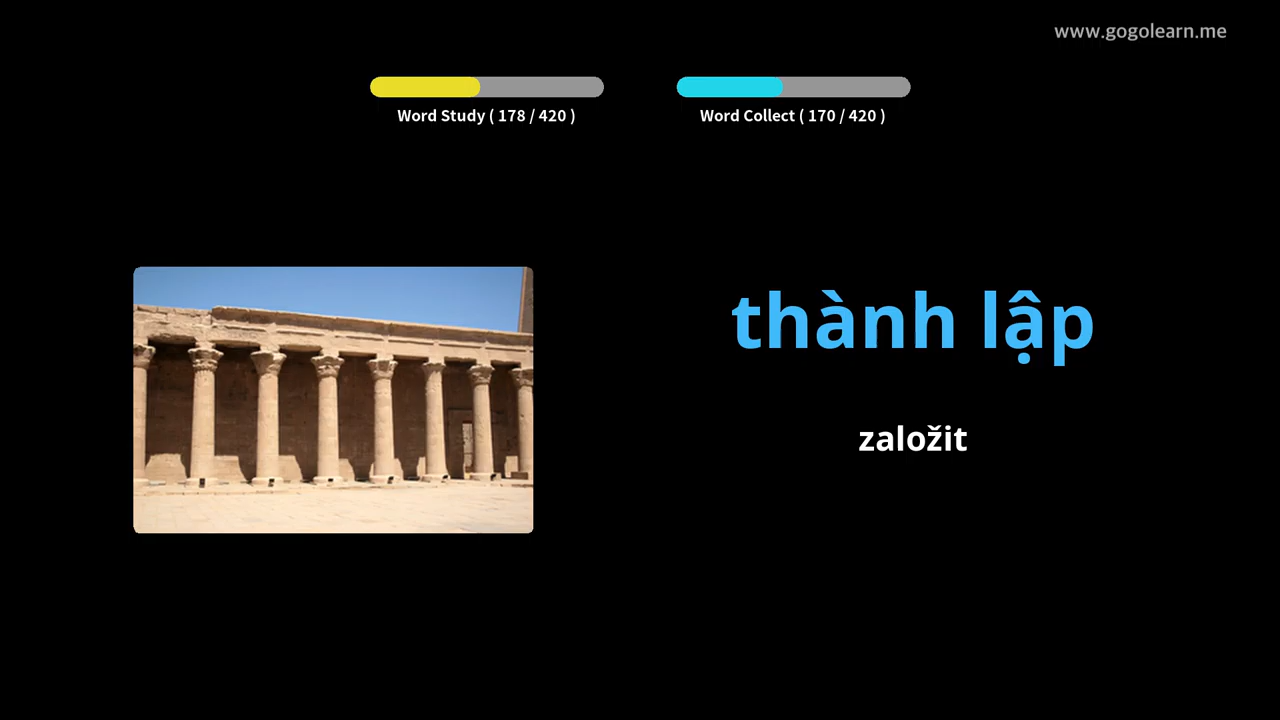 www.gogolearn.me
Word Study ( 178 / 420 )
Word Collect ( 170 / 420 )
thành lập
založit